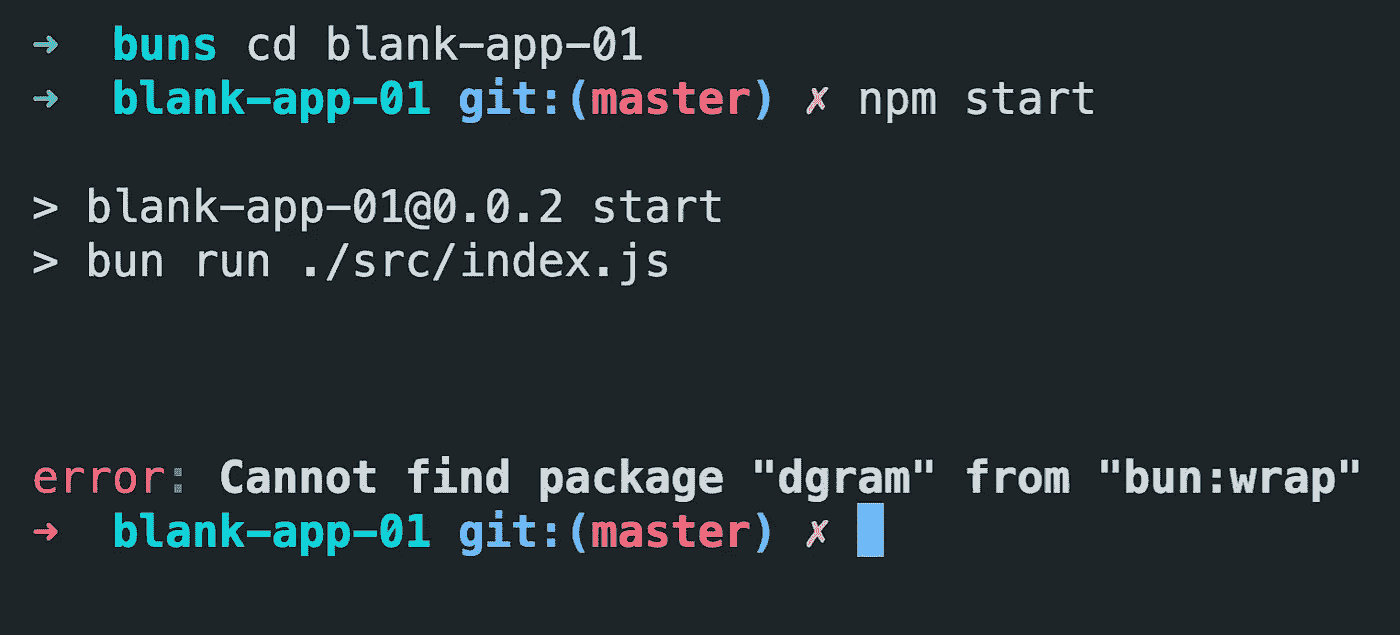 ➜  buns cd blank-app-01
➜  blank-app-01 git:(master) ✗ npm start
> blank-app-01@0.0.2 start
> bun run ./src/index.js
error: Cannot find package "dgram" from "bun:wrap"
➜  blank-app-01 git:(master) ✗